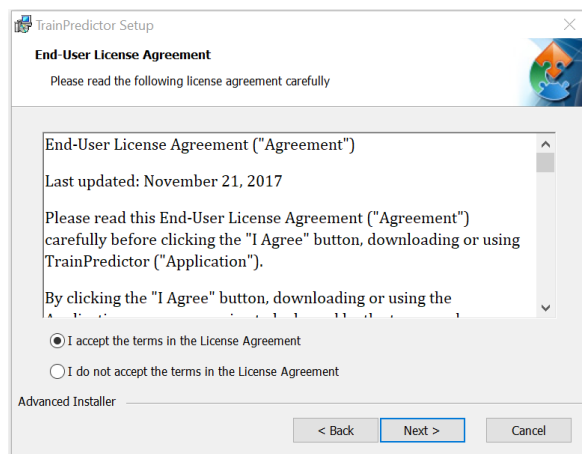 TrainPredictor Setup
End-User License Agreement
Please read the following license agreement carefully
End-User License Agreement ("Agreement")
Last updated: November 21, 2017
Please read this End-User License Agreement ("Agreement")
carefully before clicking the "I Agree" button, downloading or using
TrainPredictor ("Application").
By clicking the "I Agree" button, downloading or using the
I accept the terms in the License Agreement
I do not accept the terms in the License Agreement
Advanced Installer
< Back
Next >
Cancel